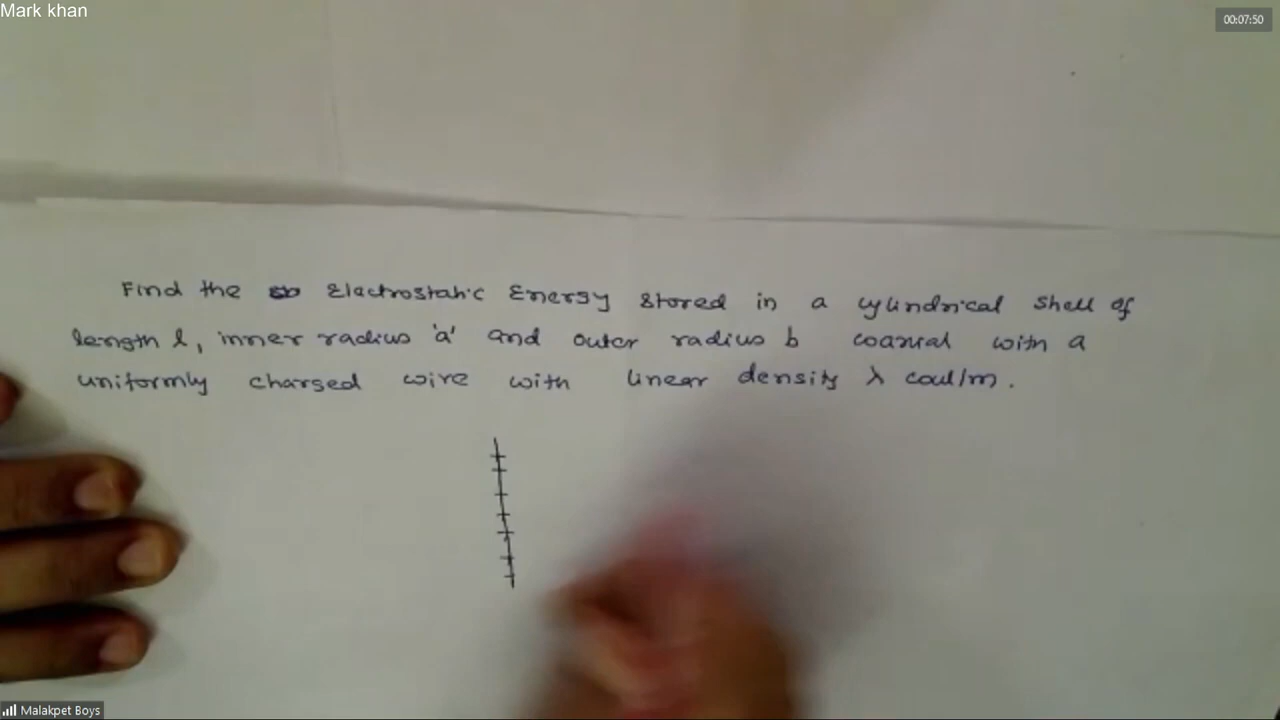 Mark khan
00:07:50
Find the Electrostatic Energy stored in a cylindrical shell of
length l, inner radius 'a' and outer radius b coaxial with a
uniformly charged wire with linear density λ coul/m.
Malakpet Boys